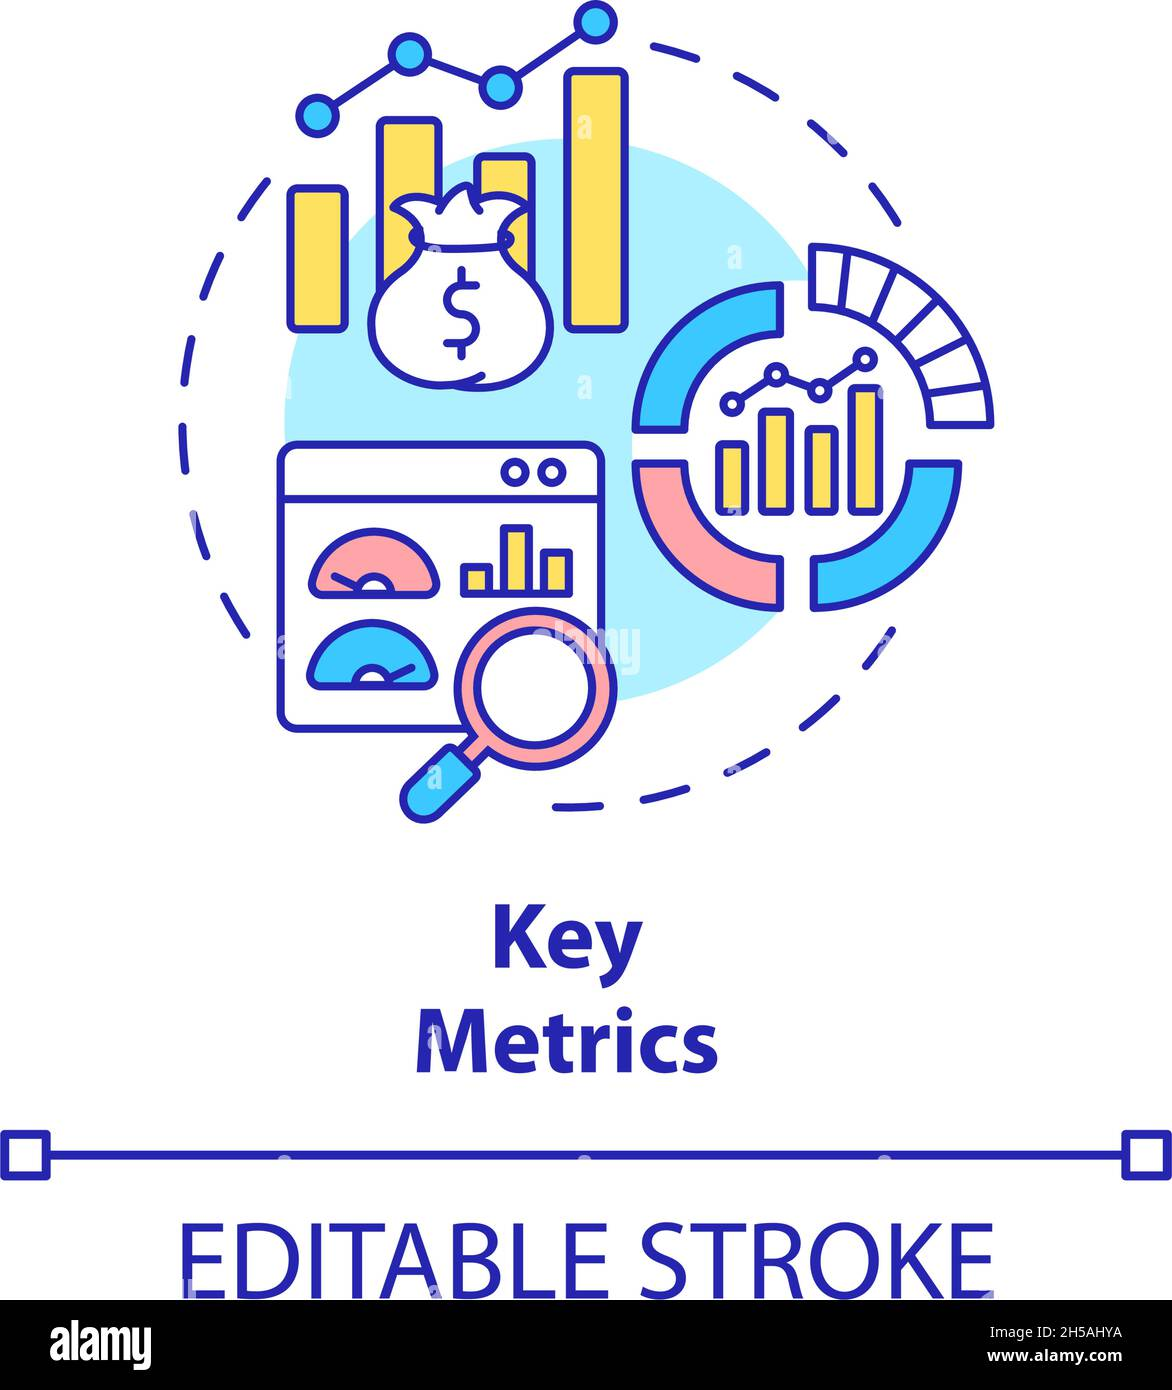 $
Key
Metrics
EDITABLE STROKE
alamy
Image ID: 2H5AHYA
www.alamy.com